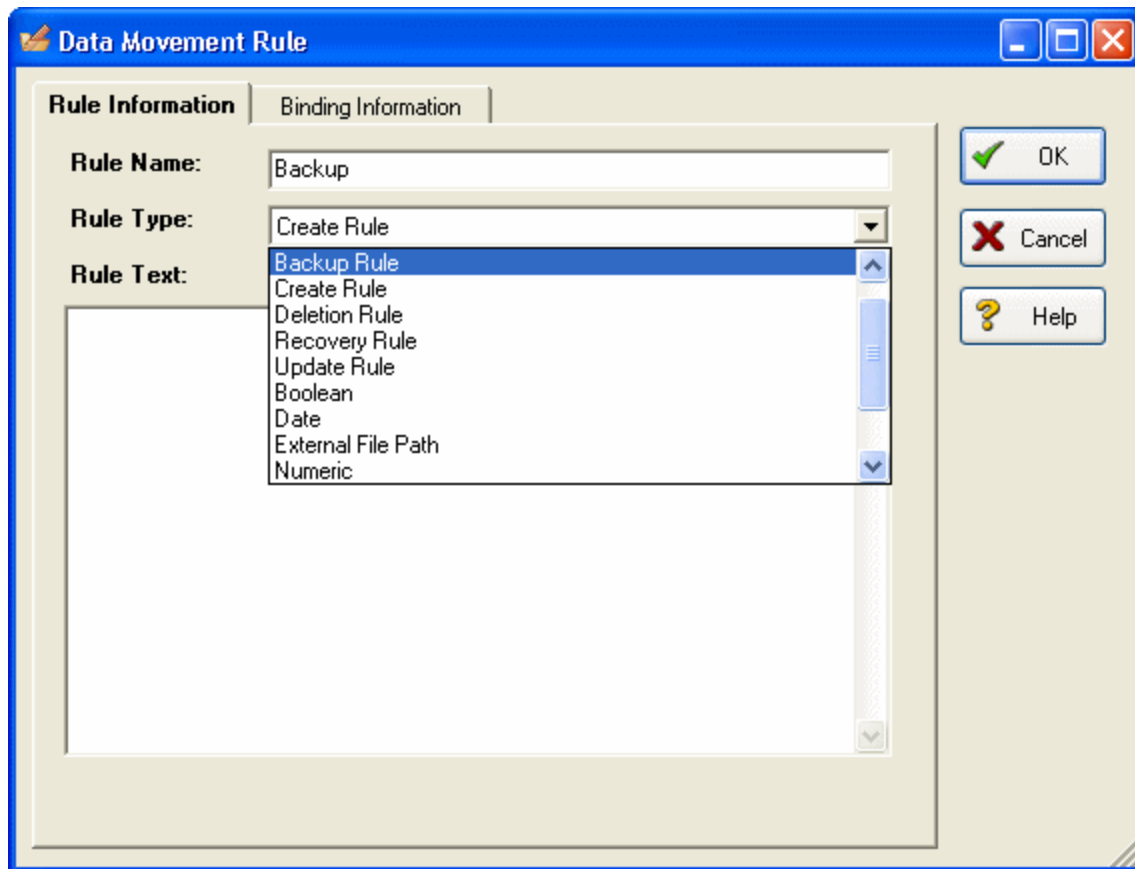 Data Movement Rule
Rule Information
Binding Information
Rule Name:
Backup
Rule Type:
Create Rule
Rule Text:
Backup Rule
Create Rule
Deletion Rule
Recovery Rule
Update Rule
Boolean
Date
External File Path
Numeric
OK
Cancel
Help